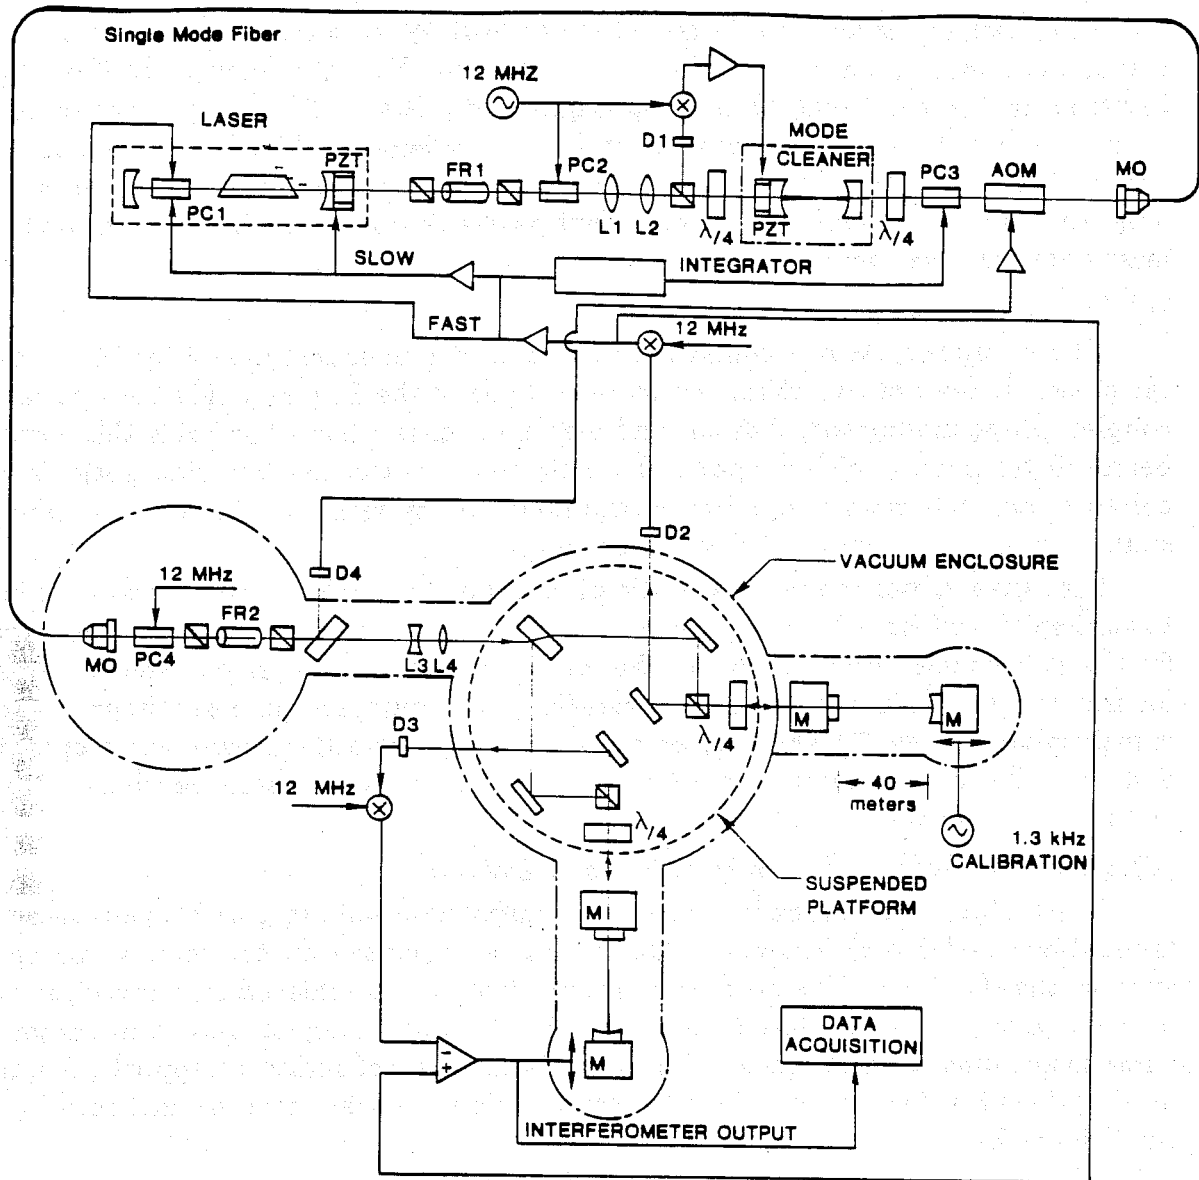 Single Mode Fiber
12 MHZ
LASER
D1
MODE
CLEANER
PZT
FR1
PC2
PC3
AOM
MO
PC1
L1 L2
λ/4
PZT
λ/4
SLOW
INTEGRATOR
FAST
12 MHz
D2
VACUUM ENCLOSURE
D4
12 MHz
FR2
MO
PC4
L3 L4
M
M
λ/4
D3
12 MHz
40
meters
λ/4
1.3 kHz
CALIBRATION
SUSPENDED
PLATFORM
M
DATA
ACQUISITION
M
- 
+
INTERFEROMETER OUTPUT